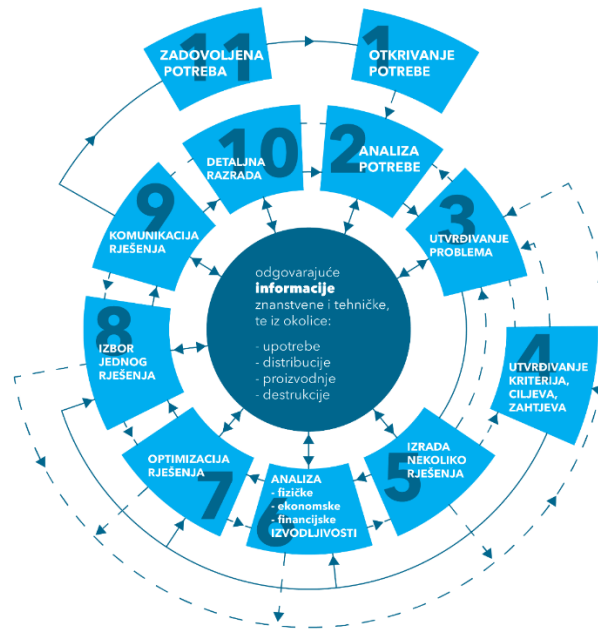 11
ZADOVOLJENA
POTREBA
1
OTKRIVANJE
POTREBE
10
DETALJNA
RAZRADA
2
ANALIZA
POTREBE
9
KOMUNIKACIJA
RJEŠENJA
3
UTVRĐIVANJE
PROBLEMA
odgovarajuće
informacije
znanstvene i tehničke,
te iz okolice:
- upotrebe
- distribucije
- proizvodnje
- destrukcije
8
IZBOR
JEDNOG
RJEŠENJA
4
UTVRĐIVANJE
KRITERIJA,
CILJEVA,
ZAHTJEVA
7
OPTIMIZACIJA
RJEŠENJA
6
ANALIZA
- fizičke
- ekonomske
- financijske
IZVODLJIVOSTI
5
IZRADA
NEKOLIKO
RJEŠENJA